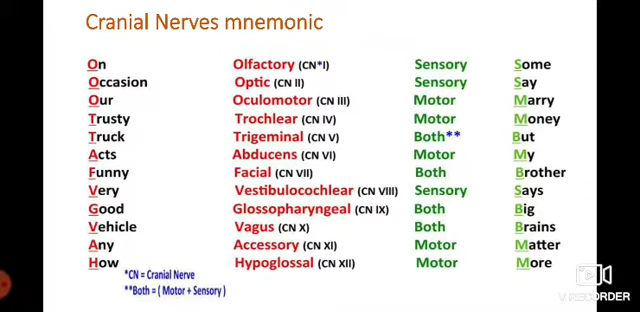 Cranial Nerves mnemonic
On Olfactory (CN*I) Sensory Some
Occasion Optic (CN II) Sensory Say
Our Oculomotor (CN III) Motor Marry
Trusty Trochlear (CN IV) Motor Money
Truck Trigeminal (CN V) Both** But
Acts Abducens (CN VI) Motor My
Funny Facial (CN VII) Both Brother
Very Vestibulocochlear (CN VIII) Sensory Says
Good Glossopharyngeal (CN IX) Both Big
Vehicle Vagus (CN X) Both Brains
Any Accessory (CN XI) Motor Matter
How Hypoglossal (CN XII) Motor More
*CN = Cranial Nerve
**Both = ( Motor + Sensory )
V RECORDER